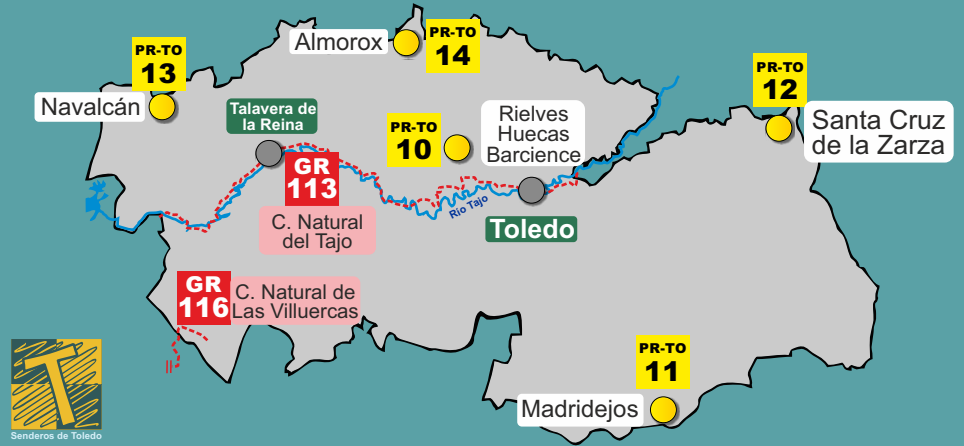 Almorox
PR-TO
14
PR-TO
13
Navalcán
PR-TO
12
Santa Cruz
de la Zarza
Talavera de
la Reina
PR-TO
10
Rielves
Huecas
Barcience
GR
113
C. Natural
del Tajo
Río Tajo
Toledo
GR
116
C. Natural de
Las Villuercas
PR-TO
11
Madridejos
T
Senderos de Toledo